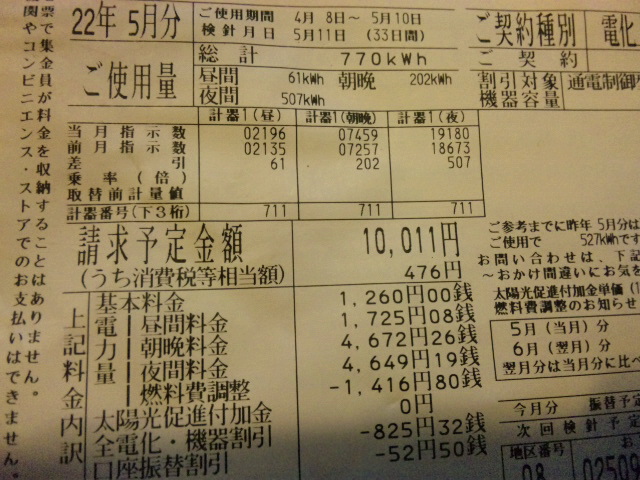 票で集金員が料金を収納することはありません。
関やコンビニエンス・ストアでのお支払いはできません。
22年 5月分
ご使用期間 4月 8日~ 5月10日
検針月日 5月11日 (33日間)
ご契約種別 電化
ご契約
ご使用量
総計 770kWh
昼間 61kWh 朝晩 202kWh
夜間 507kWh
割引対象 通電制御
機器容量
計器1(昼) 計器1(朝晩) 計器1(夜)
当月指示数 02196 07459 19180
前月指示数 02135 07257 18673
差引 61 202 507
乗率(倍)
取替前計量値
計器番号(下3桁) 711 711 711
請求予定金額 10,011円
(うち消費税等相当額) 476円
上記料金内訳
基本料金 1,260円00銭
電力量
昼間料金 1,725円08銭
朝晩料金 4,672円26銭
夜間料金 4,649円19銭
燃料費調整 -1,416円80銭
太陽光促進付加金 0円
全電化・機器割引 -825円32銭
口座振替割引 -52円50銭
ご参考までに昨年 5月分は
ご使用で 527kWhです
お問い合わせは、下記
~おかけ間違いにお気を
太陽光促進付加金単価 (1
燃料費調整のお知らせ
5月(当月)分
6月(翌月)分
翌月分は当月分に比べ
今月分 振替予定
次回検針予定
地区番号 お
08 02509